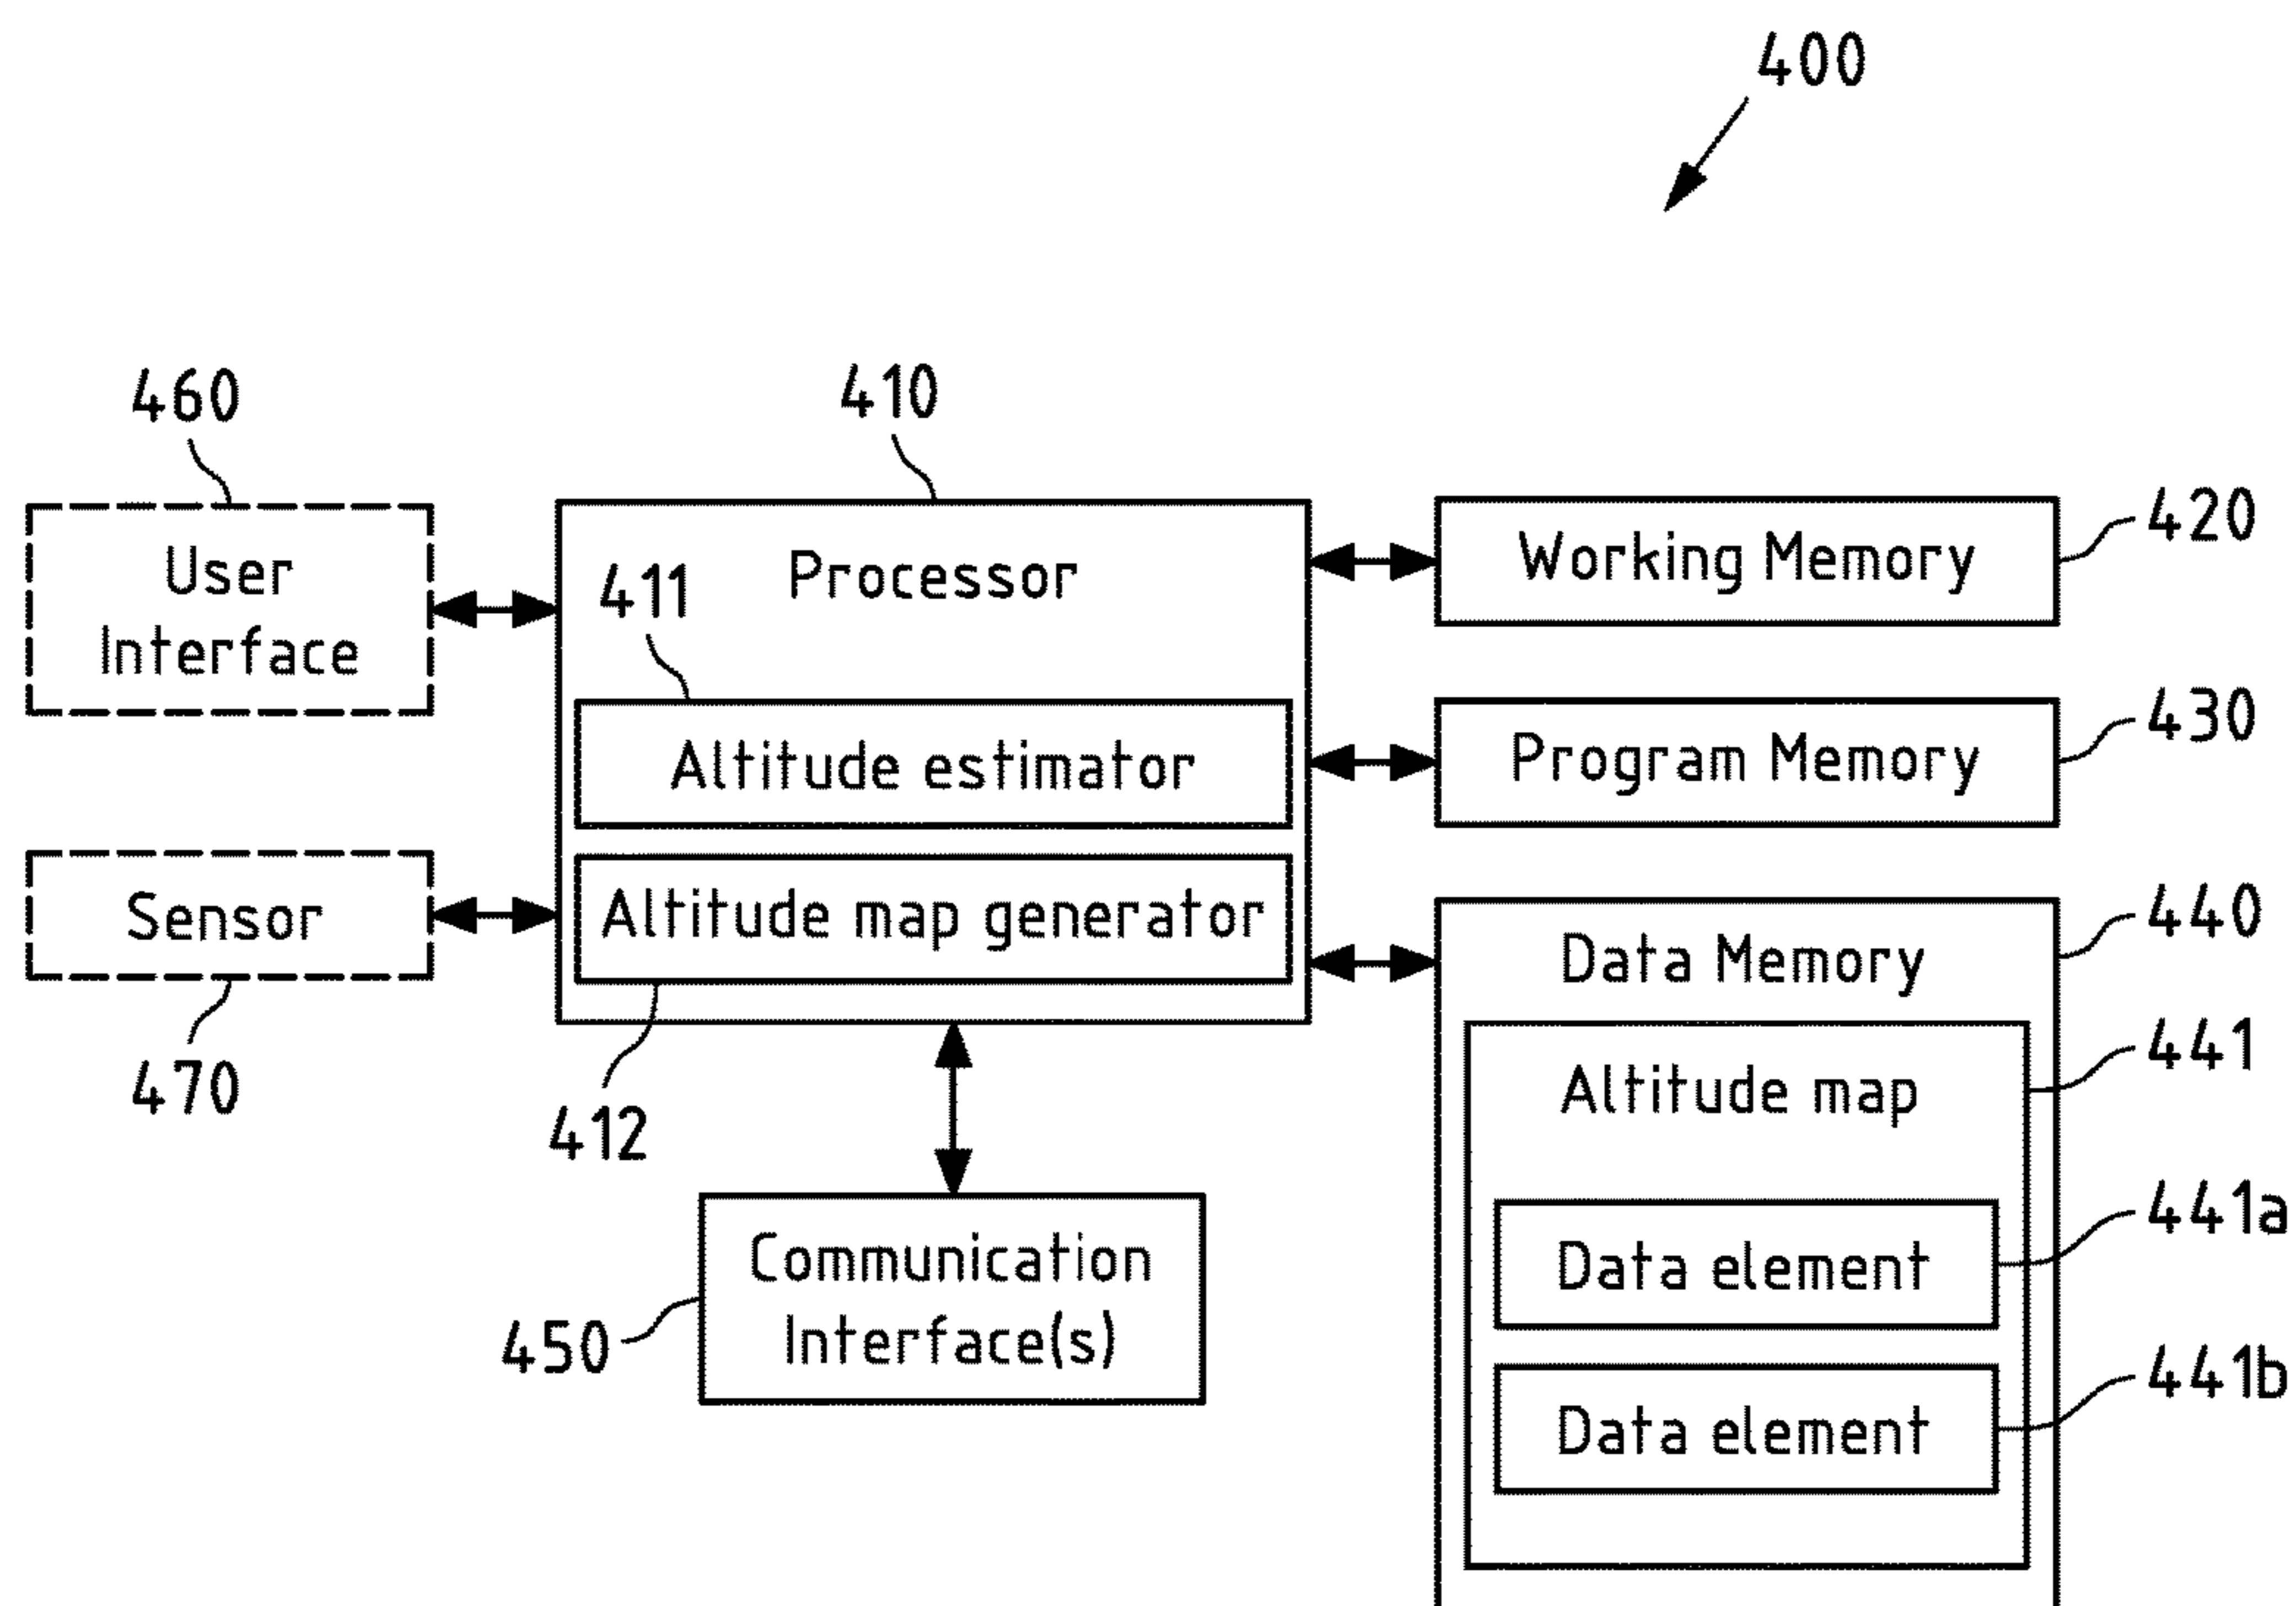 400
460
410
User
Interface
Processor
411
Working Memory
420
Altitude estimator
Program Memory
430
Sensor
470
Altitude map generator
412
Data Memory
440
Altitude map
441
Communication
Interface(s)
450
Data element
441a
Data element
441b